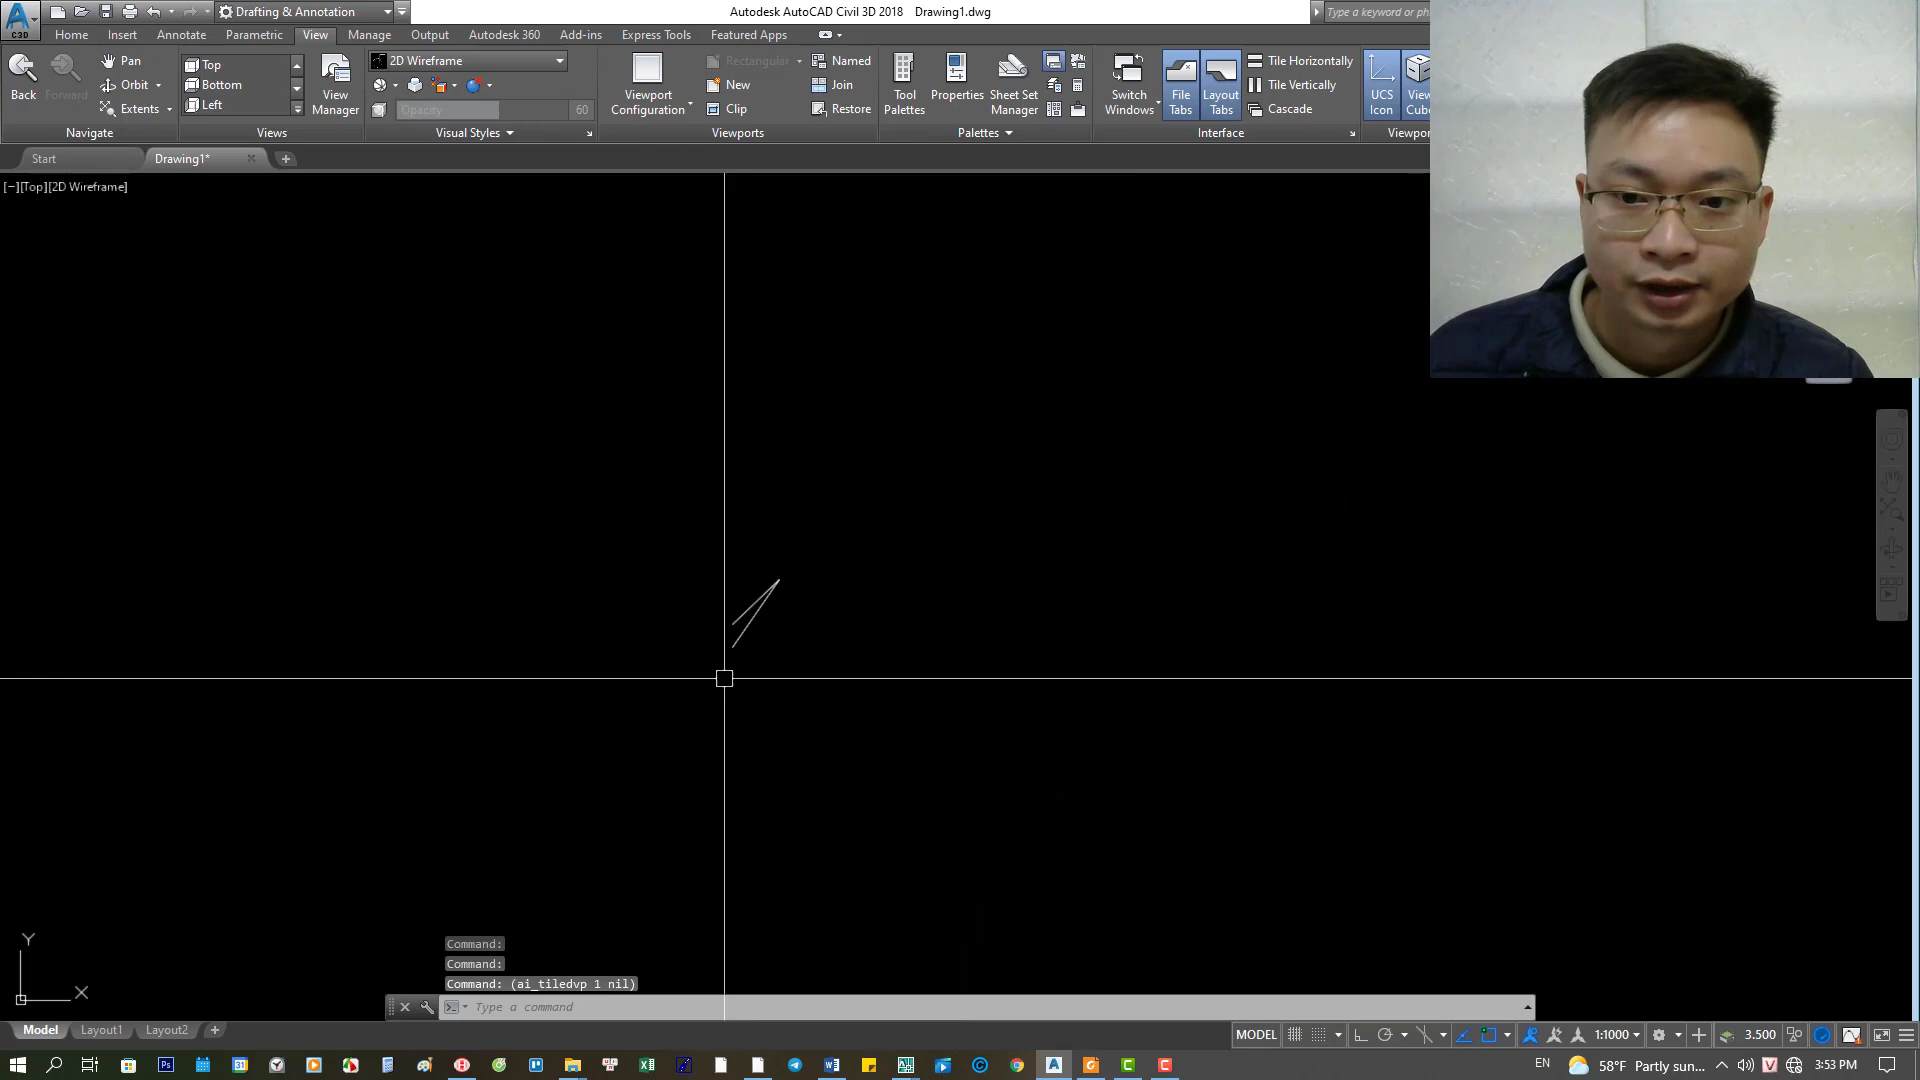 Drafting & Annotation
Autodesk AutoCAD Civil 3D 2018 Drawing1.dwg
Type a keyword or phr
C3D
Home Insert Annotate Parametric View Manage Output Autodesk 360 Add-ins Express Tools Featured Apps
Back
Forward
Pan
Orbit
Extents
Navigate
Top
Bottom
Left
Views
View
Manager
2D Wireframe
Opacity 60
Visual Styles
Viewport
Configuration
Rectangular
New
Clip
Named
Join
Restore
Viewports
Tool
Palettes
Properties
Sheet Set
Manager
Palettes
Switch
Windows
File
Tabs
Layout
Tabs
Tile Horizontally
Tile Vertically
Cascade
Interface
UCS
Icon
View
Cube
Viewpor
Start
Drawing1*
[−][Top][2D Wireframe]
Y
X
Command:
Command:
Command: (ai_tiledvp 1 nil)
Type a command
Model Layout1 Layout2
MODEL 1:1000 3.500
EN 58°F Partly sun... 3:53 PM